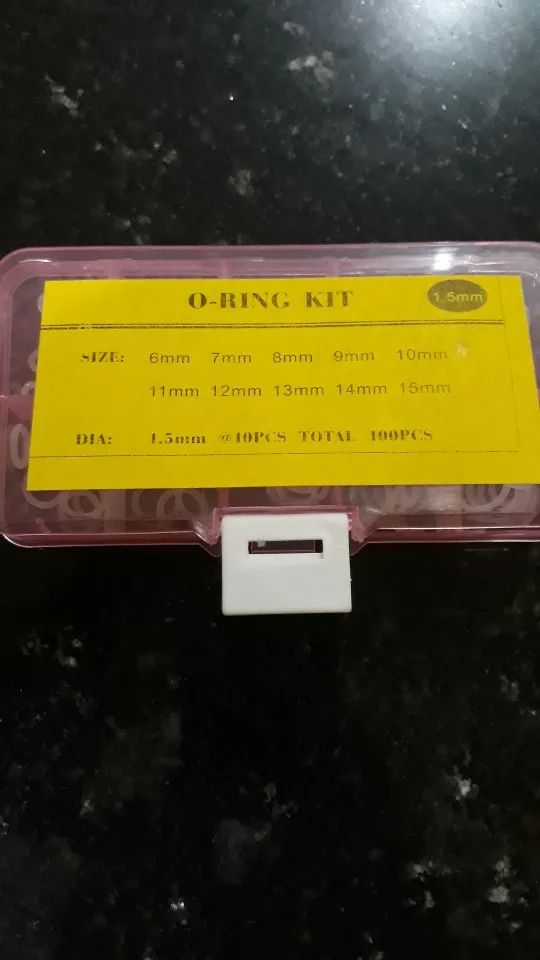 O-RING KIT 1.5mm
SIZE: 6mm 7mm 8mm 9mm 10mm
11mm 12mm 13mm 14mm 15mm
DIA: 1.5mm @10PCS TOTAL 100PCS